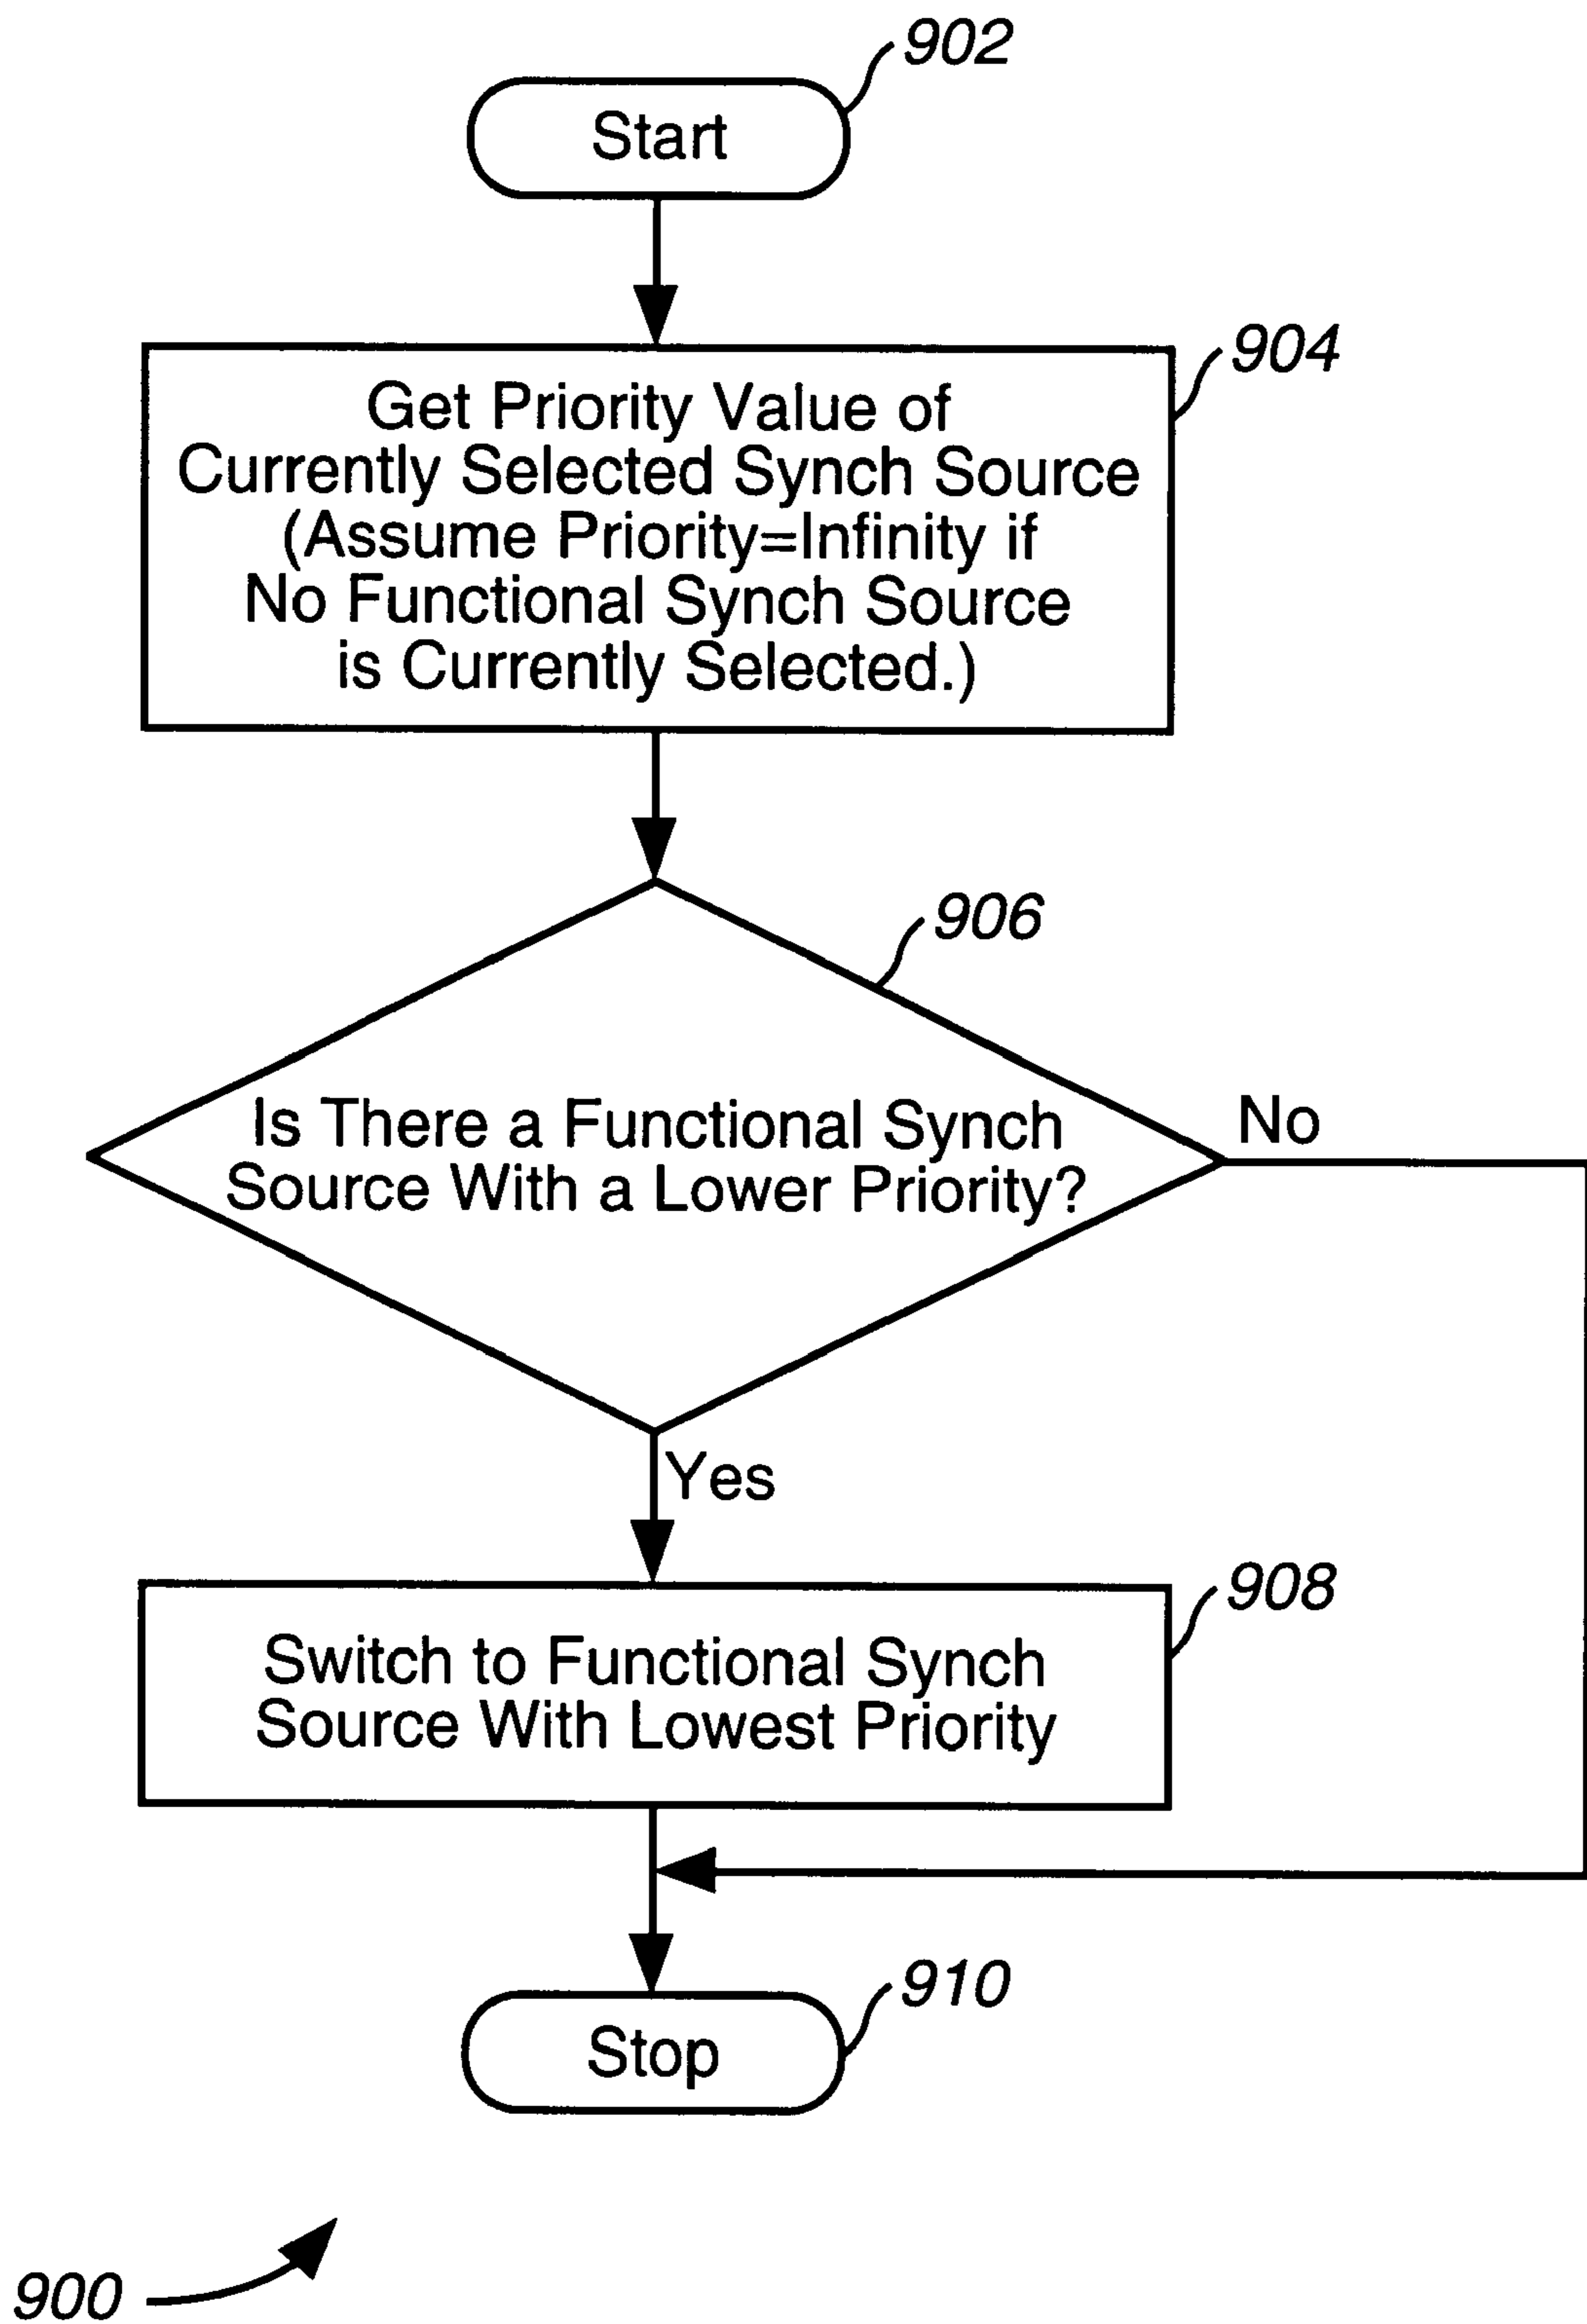 902
Start
904
Get Priority Value of
Currently Selected Synch Source
(Assume Priority=Infinity if
No Functional Synch Source
is Currently Selected.)
906
Is There a Functional Synch
Source With a Lower Priority?
No
Yes
908
Switch to Functional Synch
Source With Lowest Priority
910
Stop
900